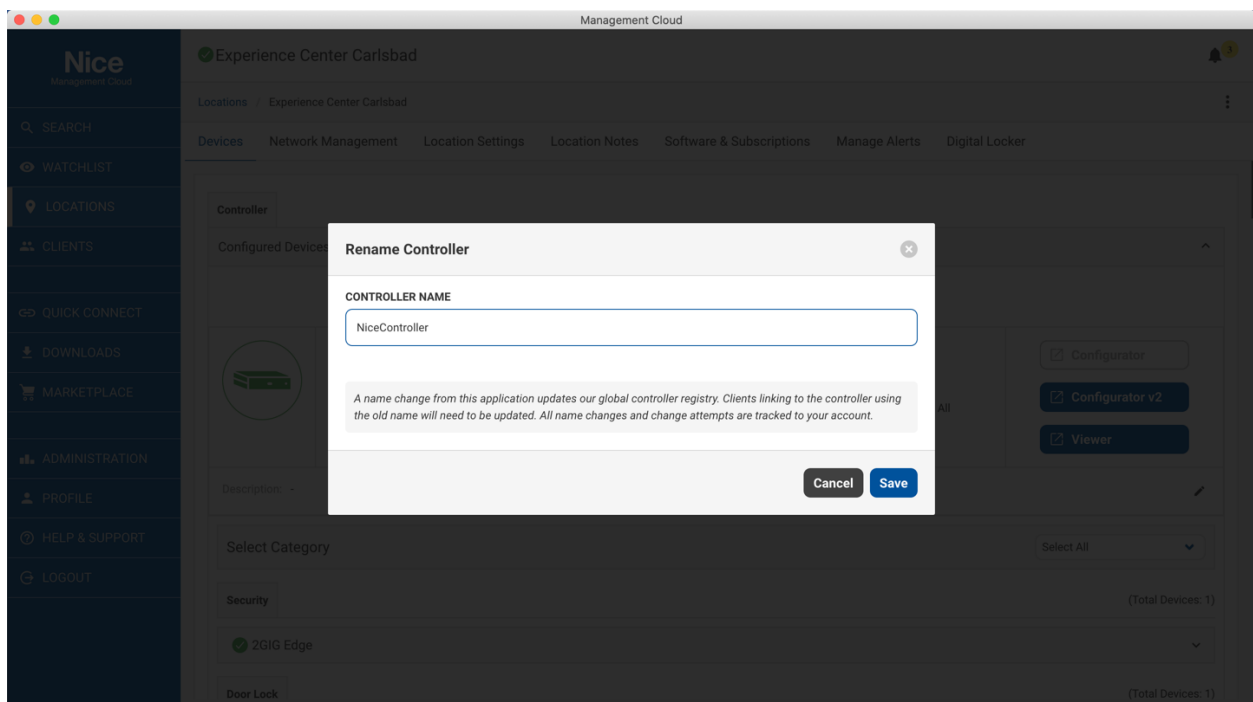 Management Cloud
Nice
Management Cloud
SEARCH
WATCHLIST
LOCATIONS
CLIENTS
QUICK CONNECT
DOWNLOADS
MARKETPLACE
ADMINISTRATION
PROFILE
HELP & SUPPORT
LOGOUT
Experience Center Carlsbad
3
Locations / Experience Center Carlsbad
Devices Network Management Location Settings Location Notes Software & Subscriptions Manage Alerts Digital Locker
Controller
Configured Devices
Rename Controller
CONTROLLER NAME
NiceController
A name change from this application updates our global controller registry. Clients linking to the controller using
the old name will need to be updated. All name changes and change attempts are tracked to your account.
Cancel Save
All
Configurator
Configurator v2
Viewer
Description: -
Select Category
Select All
Security
(Total Devices: 1)
2GIG Edge
Door Lock
(Total Devices: 1)